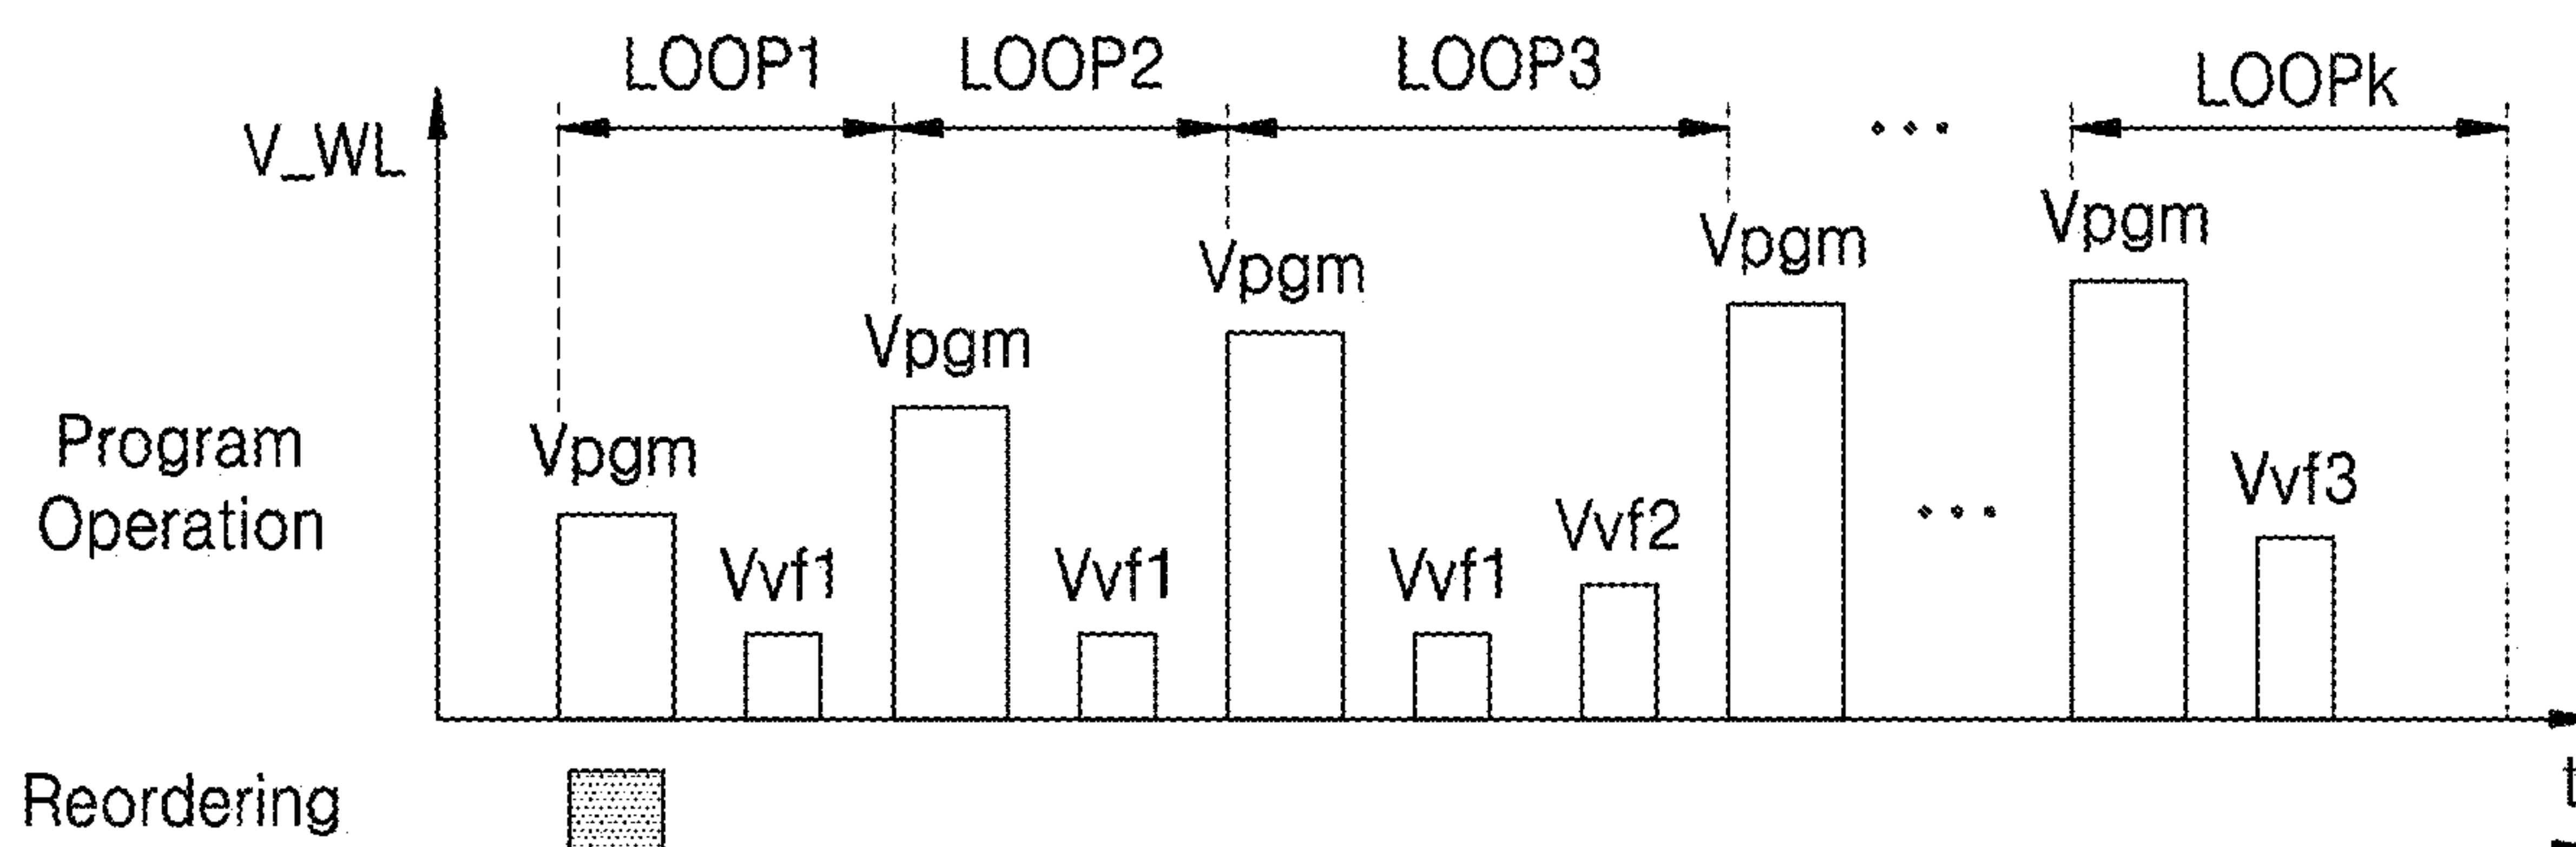 LOOP1 LOOP2 LOOP3 LOOPk
V_WL
...
Vpgm Vpgm Vpgm Vpgm Vpgm
Program
Operation
Vvf1 Vvf1 Vvf1 Vvf2 ... Vvf3
t
Reordering